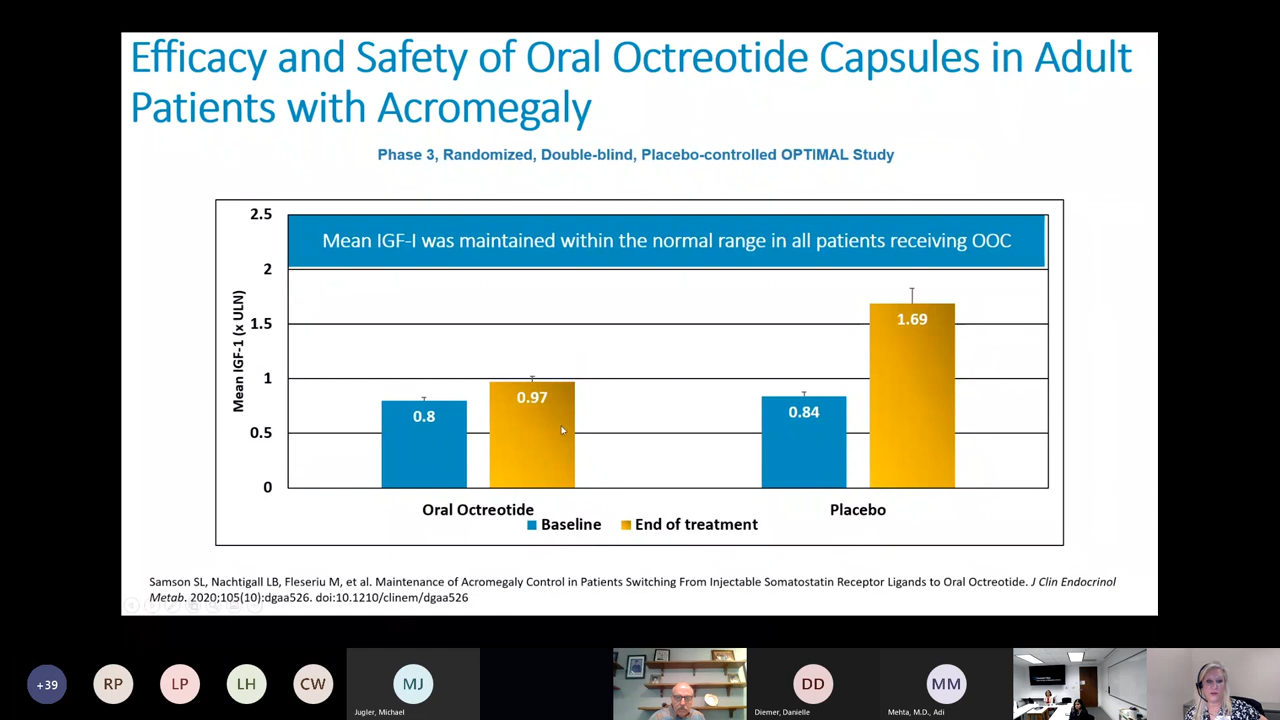 Efficacy and Safety of Oral Octreotide Capsules in Adult
Patients with Acromegaly
Phase 3, Randomized, Double-blind, Placebo-controlled OPTIMAL Study
Mean IGF-I was maintained within the normal range in all patients receiving OOC
Mean IGF-1 (x ULN)
2.5
2
1.5
1
0.5
0
0.8
0.97
0.84
1.69
Oral Octreotide
Placebo
Baseline
End of treatment
Samson SL, Nachtigall LB, Fleseriu M, et al. Maintenance of Acromegaly Control in Patients Switching From Injectable Somatostatin Receptor Ligands to Oral Octreotide. J Clin Endocrinol
Metab. 2020;105(10):dgaa526. doi:10.1210/clinem/dgaa526
+39
RP
LP
LH
CW
MJ
Jugler, Michael
DD
Diemer, Danielle
MM
Mehta, M.D., Adi